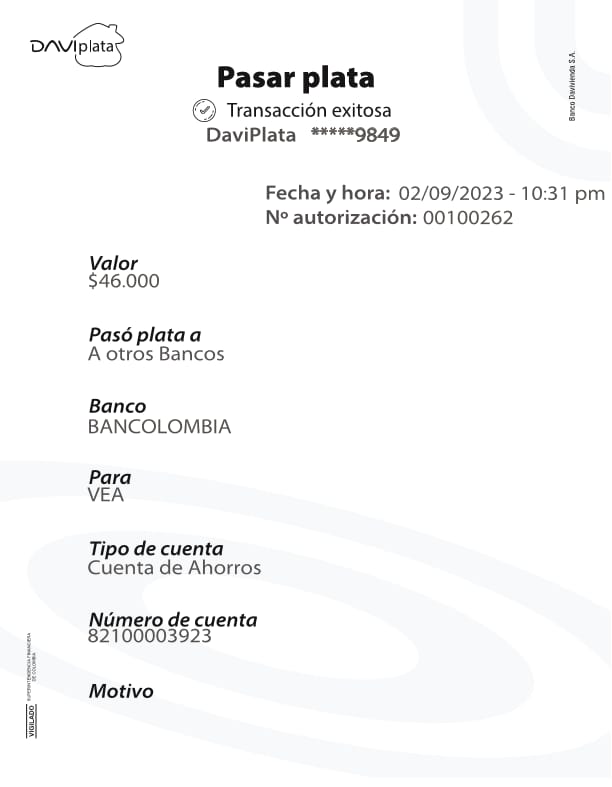 DAVIplata
Banco Davivienda S.A.
Pasar plata
Transacción exitosa
DaviPlata *****9849
Fecha y hora: 02/09/2023 - 10:31 pm
Nº autorización: 00100262
Valor
$46.000
Pasó plata a
A otros Bancos
Banco
BANCOLOMBIA
Para
VEA
Tipo de cuenta
Cuenta de Ahorros
Número de cuenta
82100003923
Motivo
VIGILADO
SUPERINTENDENCIA FINANCIERA
DE COLOMBIA